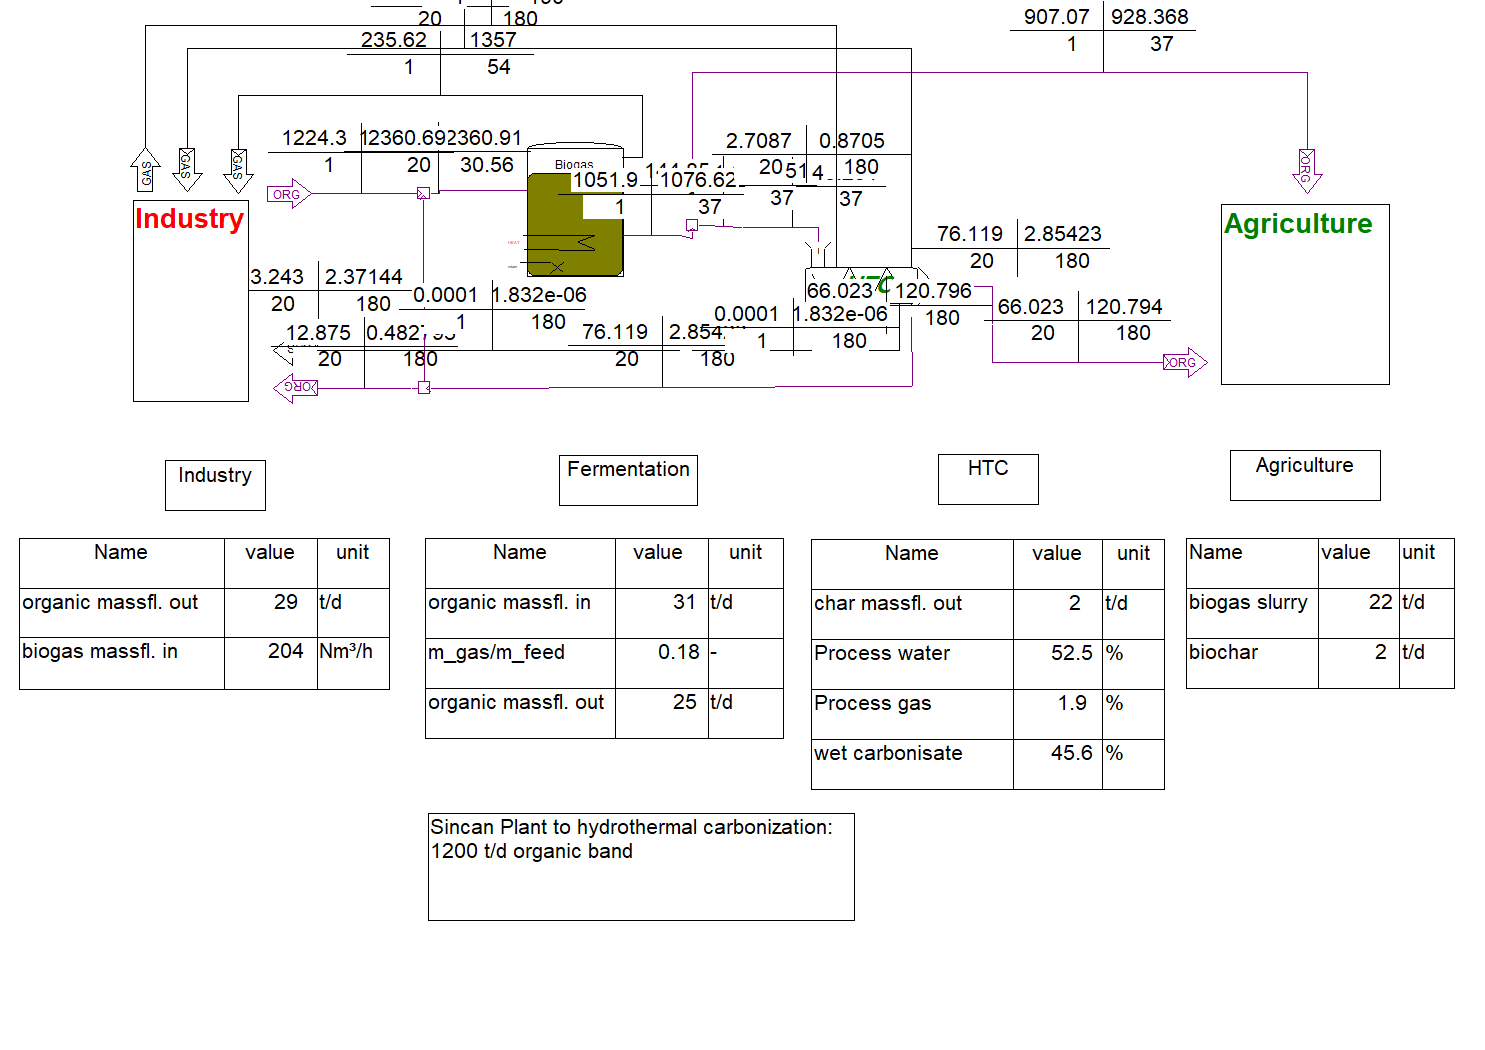 20
180
907.07 928.368
1 37
235.62 1357
1 54
1224.3
1
20
2360.91
30.56
2.7087 0.8705
20 180
Biogas
1051.9 1076.62
1 37
37
37
GAS
GAS
GAS
ORG
ORG
Industry
Agriculture
76.119 2.85423
20 180
3.243 2.37144
20 180
0.0001 1.832e-06
1 180
66.023 120.796
180
0.0001 1.832e-06
1 180
66.023 120.794
20 180
12.875
20 180
76.119
20 180
ORG
ORG
Industry
Fermentation
HTC
Agriculture
Name value unit
organic massfl. out 29 t/d
biogas massfl. in 204 Nm³/h
Name value unit
organic massfl. in 31 t/d
m_gas/m_feed 0.18 -
organic massfl. out 25 t/d
Name value unit
char massfl. out 2 t/d
Process water 52.5 %
Process gas 1.9 %
wet carbonisate 45.6 %
Name value unit
biogas slurry 22 t/d
biochar 2 t/d
Sincan Plant to hydrothermal carbonization:
1200 t/d organic band